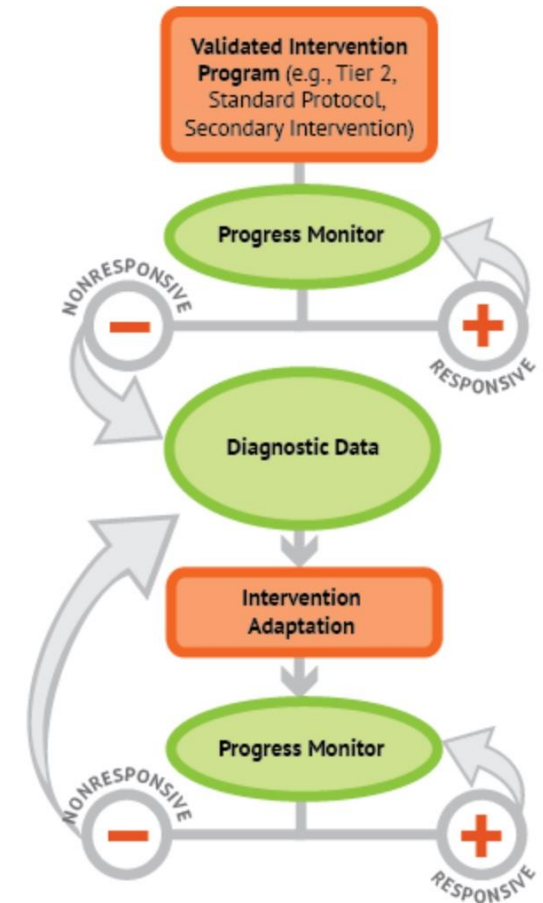 Validated Intervention
Program (e.g., Tier 2,
Standard Protocol,
Secondary Intervention)
Progress Monitor
NONRESPONSIVE
RESPONSIVE
Diagnostic Data
Intervention
Adaptation
Progress Monitor
NONRESPONSIVE
RESPONSIVE